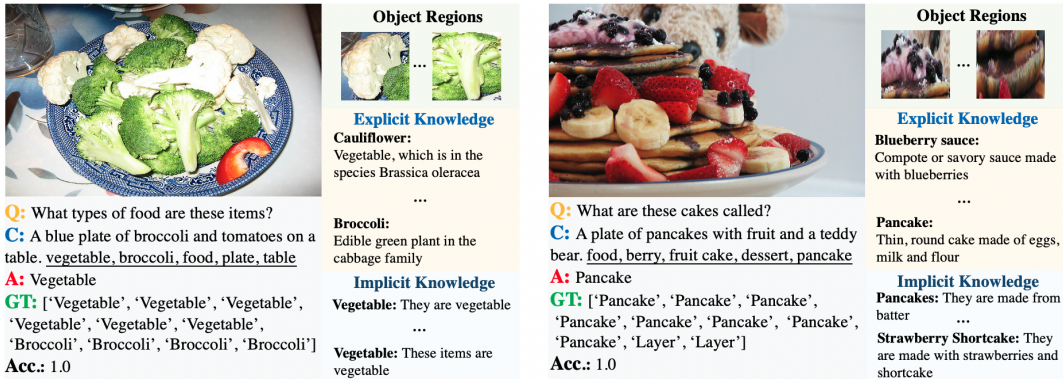 Object Regions
...
Explicit Knowledge
Cauliflower:
Vegetable, which is in the
species Brassica oleracea
...
Broccoli:
Edible green plant in the
cabbage family
Implicit Knowledge
Vegetable: They are vegetable
...
Vegetable: These items are
vegetable
Q: What types of food are these items?
C: A blue plate of broccoli and tomatoes on a
table. vegetable, broccoli, food, plate, table
A: Vegetable
GT: [‘Vegetable’, ‘Vegetable’, ‘Vegetable’,
‘Vegetable’, ‘Vegetable’, ‘Vegetable’,
‘Broccoli’, ‘Broccoli’, ‘Broccoli’, ‘Broccoli’]
Acc.: 1.0
Object Regions
...
Explicit Knowledge
Blueberry sauce:
Compote or savory sauce made
with blueberries
...
Pancake:
Thin, round cake made of eggs,
milk and flour
Implicit Knowledge
Pancakes: They are made from
batter
...
Strawberry Shortcake: They
are made with strawberries and
shortcake
Q: What are these cakes called?
C: A plate of pancakes with fruit and a teddy
bear. food, berry, fruit cake, dessert, pancake
A: Pancake
GT: [‘Pancake’, ‘Pancake’, ‘Pancake’,
‘Pancake’, ‘Pancake’, ‘Pancake’, ‘Pancake’,
‘Pancake’, ‘Layer’, ‘Layer’]
Acc.: 1.0